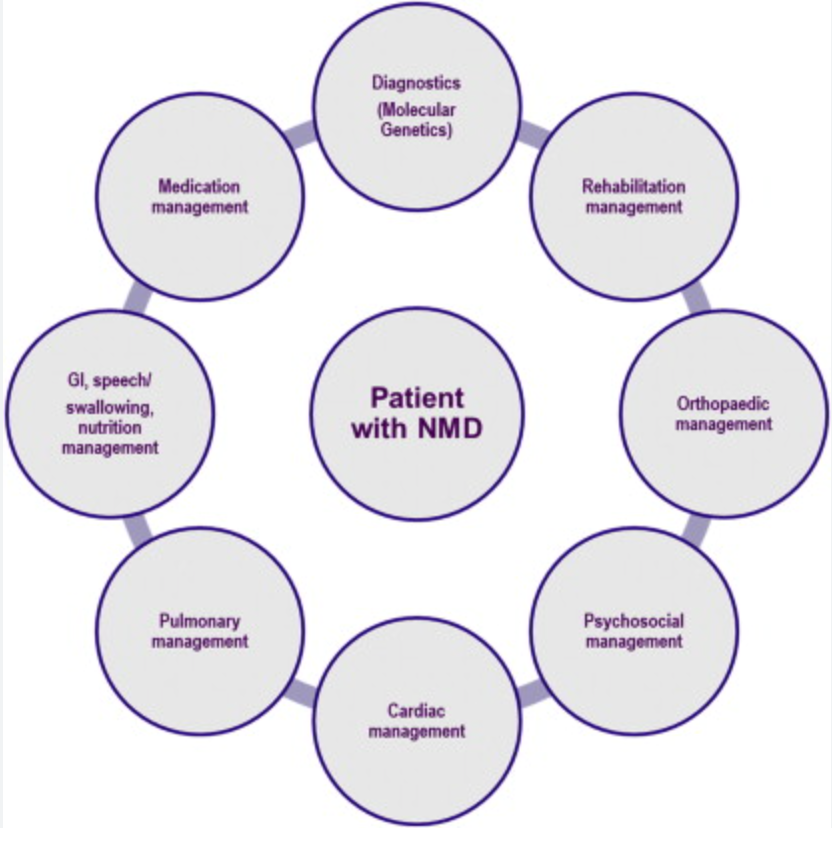 Diagnostics
(Molecular
Genetics)
Rehabilitation
management
Orthopaedic
management
Psychosocial
management
Cardiac
management
Pulmonary
management
GI, speech/
swallowing,
nutrition
management
Medication
management
Patient
with NMD